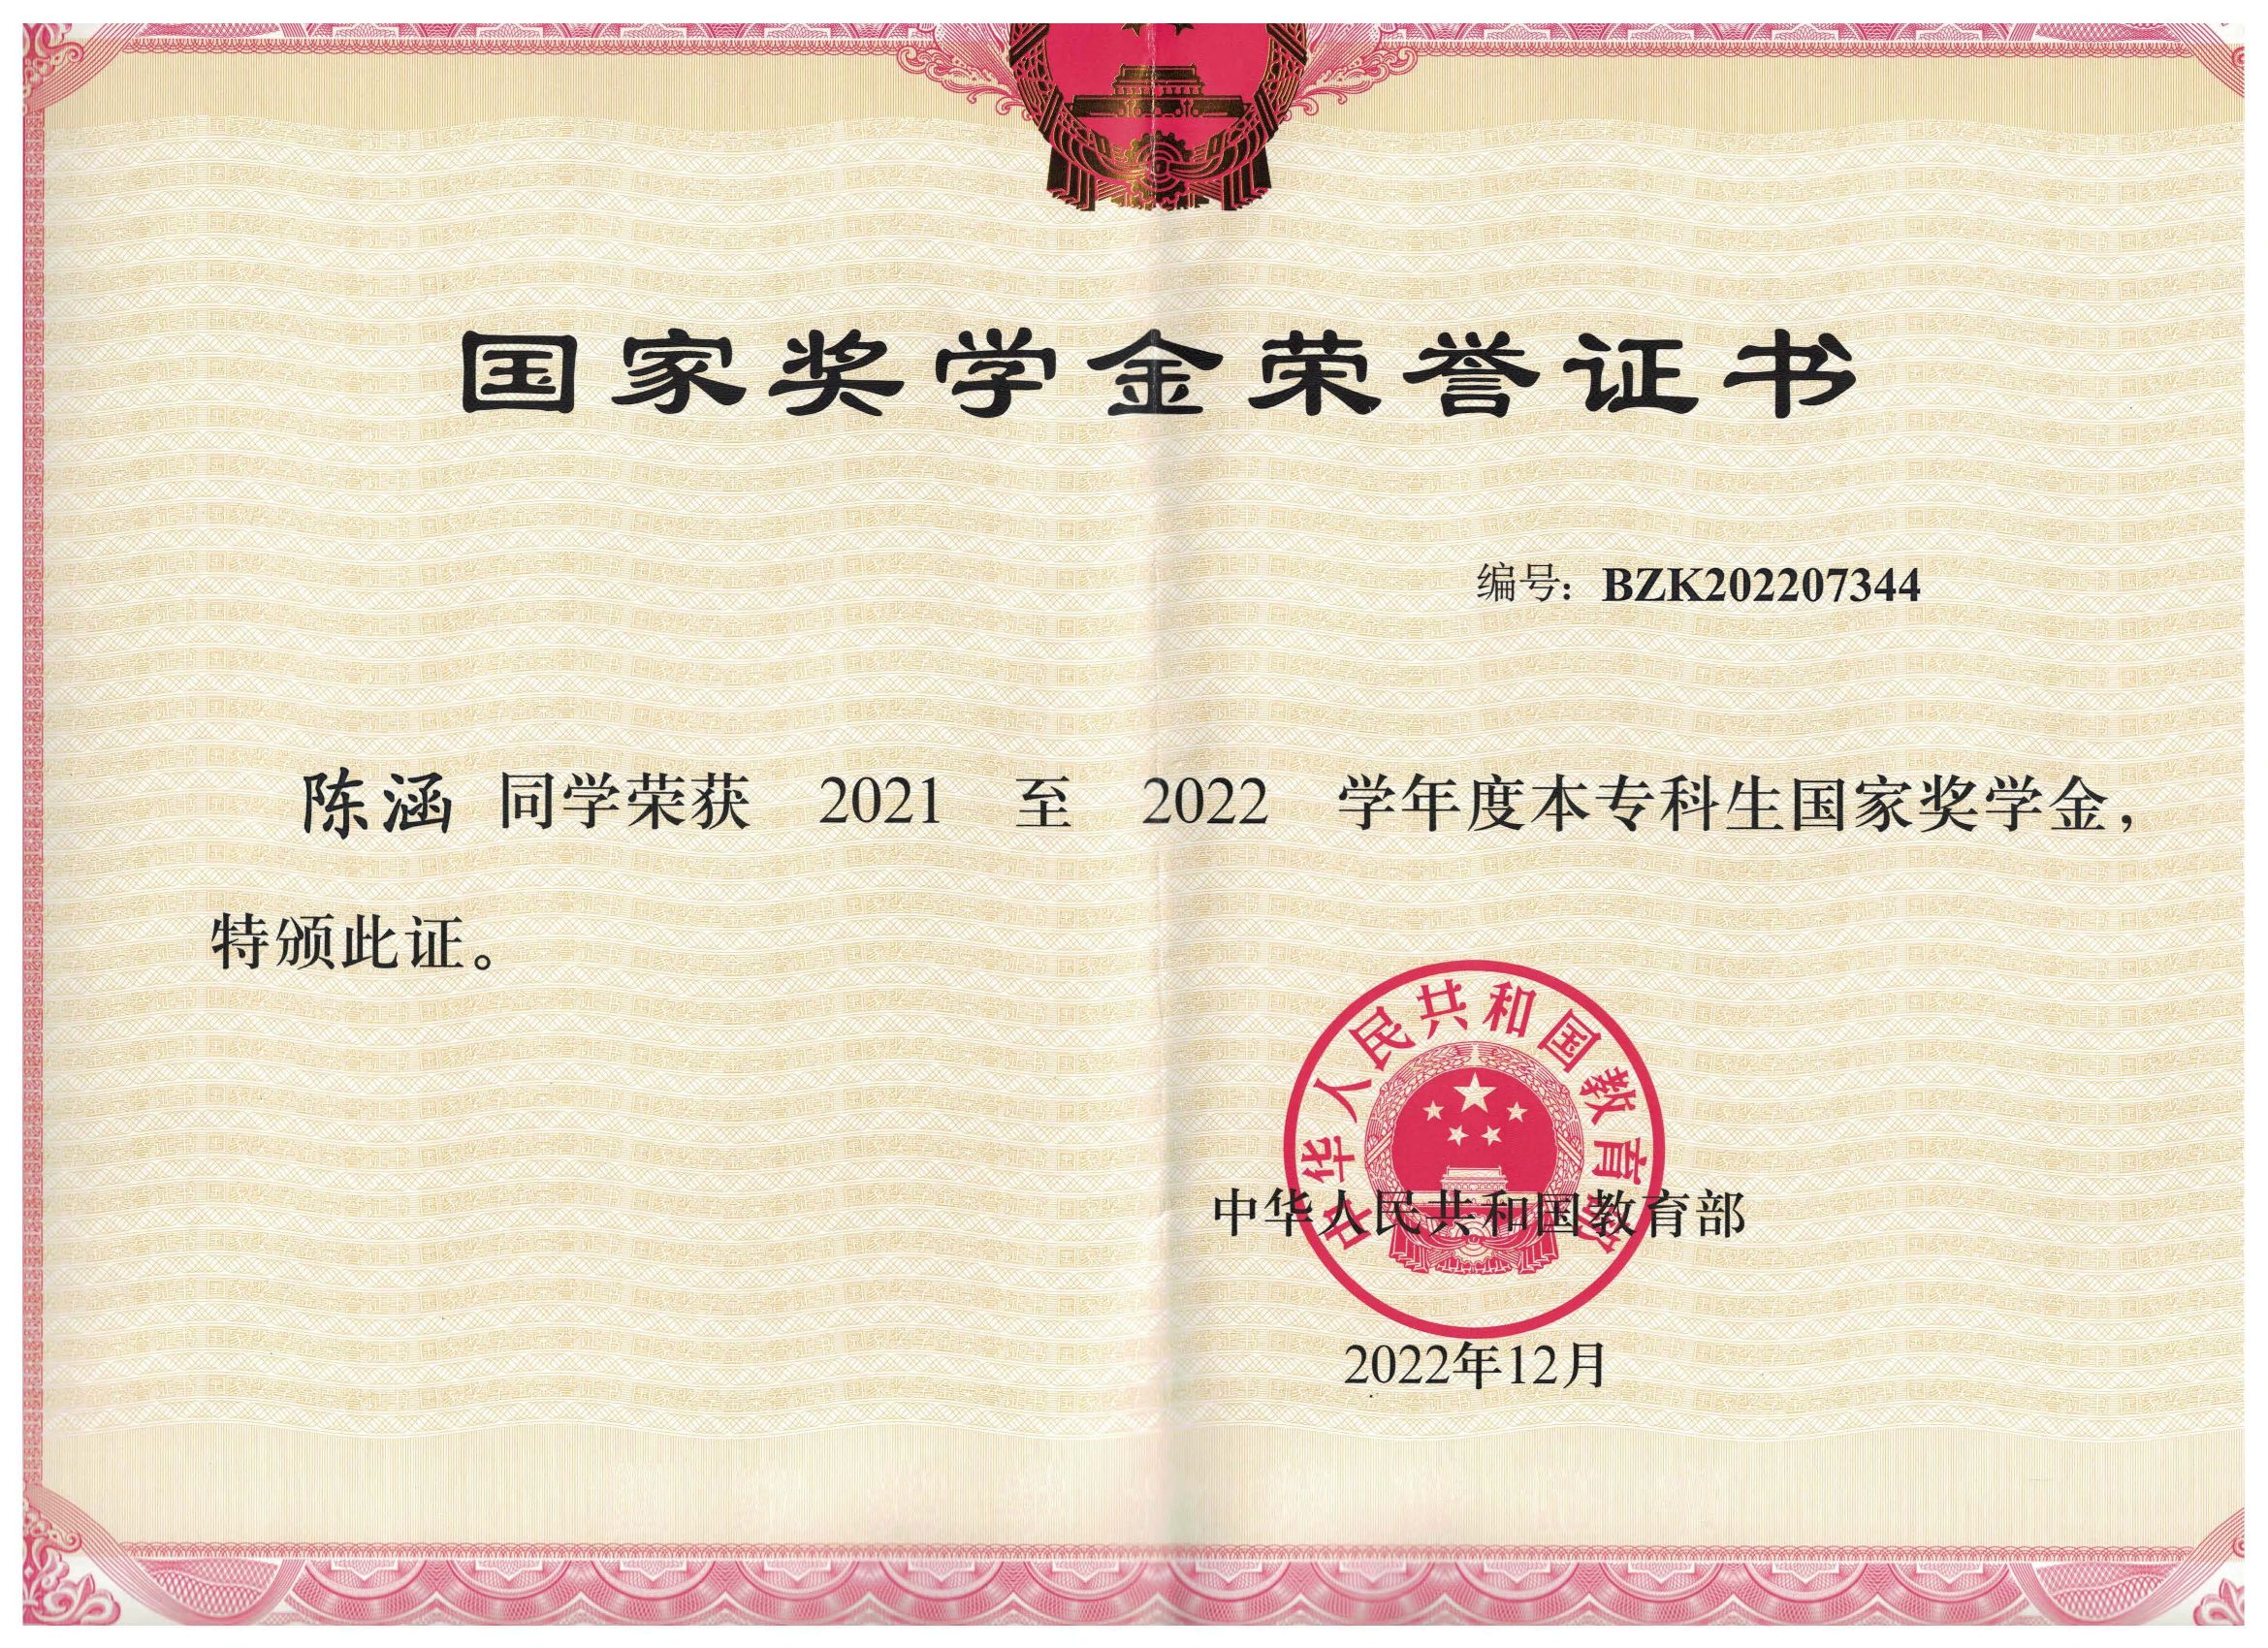 国家奖学金荣誉证书
编号：BZK202207344
陈涵 同学荣获 2021 至 2022 学年度本专科生国家奖学金，
特颁此证。
中华人民共和国教育部
中华人民共和国教育部
2022年12月